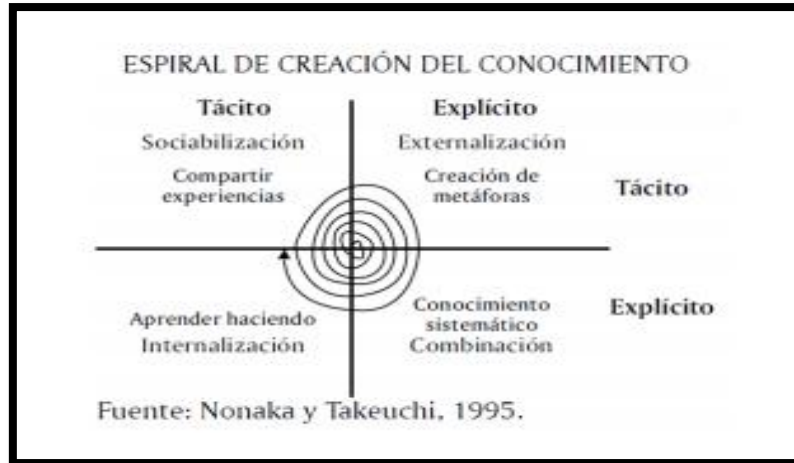 ESPIRAL DE CREACIÓN DEL CONOCIMIENTO
Tácito
Explícito
Sociabilización
Externalización
Compartir
experiencias
Creación de
metáforas
Tácito
Aprender haciendo
Internalización
Conocimiento
sistemático
Combinación
Explícito
Fuente: Nonaka y Takeuchi, 1995.